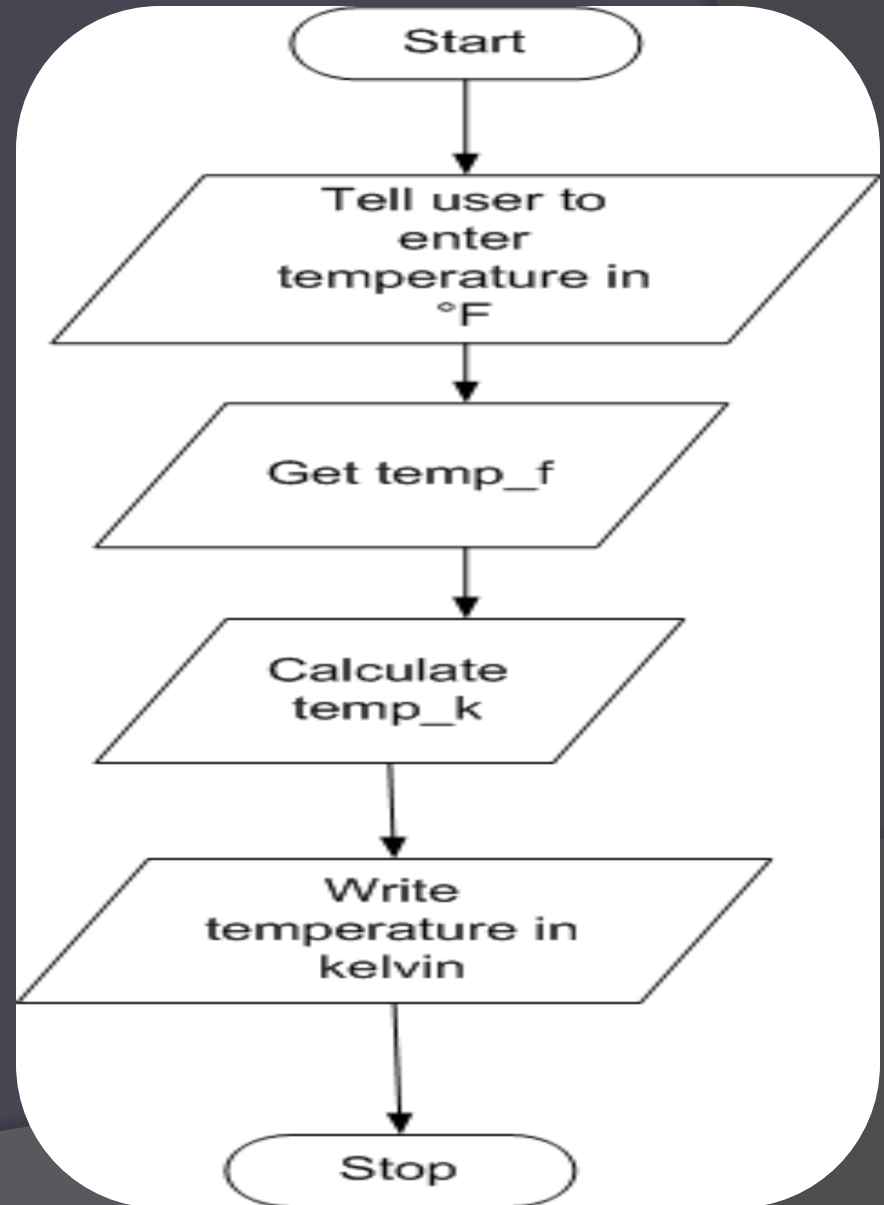 Start
Tell user to
enter
temperature in
°F
Get temp_f
Calculate
temp_k
Write
temperature in
kelvin
Stop